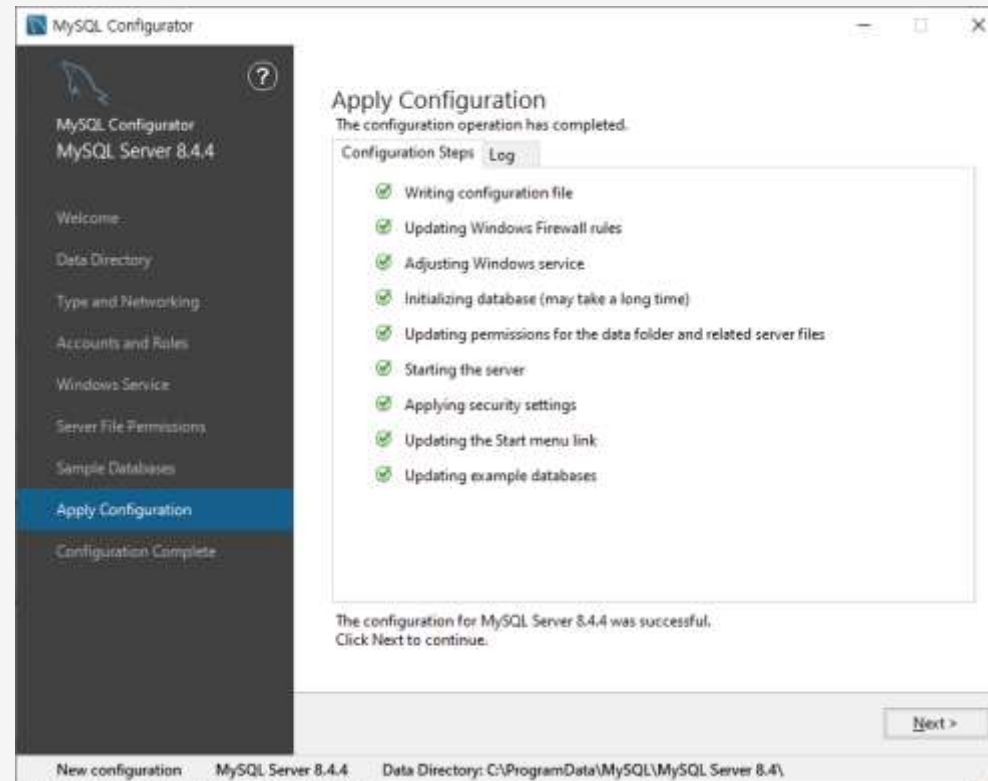 MySQL Configurator
?
MySQL Configurator
MySQL Server 8.4.4
Welcome
Data Directory
Type and Networking
Accounts and Roles
Windows Service
Server File Permissions
Sample Databases
Apply Configuration
Configuration Complete
Apply Configuration
The configuration operation has completed.
Configuration Steps Log
Writing configuration file
Updating Windows Firewall rules
Adjusting Windows service
Initializing database (may take a long time)
Updating permissions for the data folder and related server files
Starting the server
Applying security settings
Updating the Start menu link
Updating example databases
The configuration for MySQL Server 8.4.4 was successful.
Click Next to continue.
Next >
New configuration MySQL Server 8.4.4 Data Directory: C:\ProgramData\MySQL\MySQL Server 8.4\